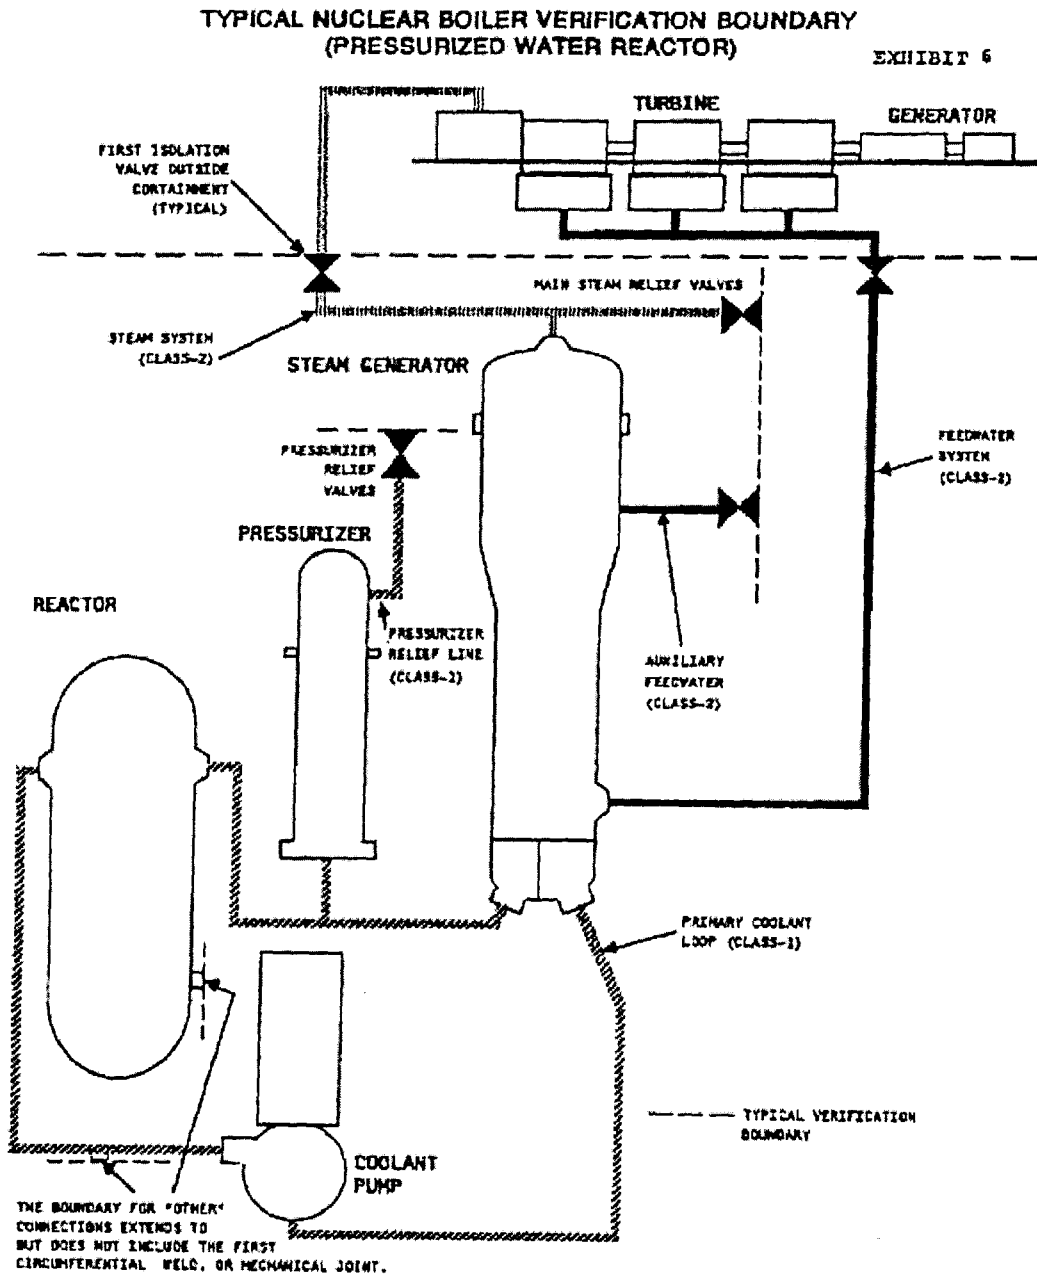 TYPICAL NUCLEAR BOILER VERIFICATION BOUNDARY
(PRESSURIZED WATER REACTOR)
EXHIBIT 6
TURBINE
GENERATOR
FIRST ISOLATION
VALVE OUTSIDE
CONTAINMENT
(TYPICAL)
MAIN STEAM RELIEF VALVES
STEAM SYSTEM
(CLASS-2)
STEAM GENERATOR
PRESSURIZER
RELIEF
VALVES
FEEDWATER
SYSTEM
(CLASS-2)
PRESSURIZER
REACTOR
PRESSURIZER
RELIEF LINE
(CLASS-1)
AUXILIARY
FEEDWATER
(CLASS-2)
PRIMARY COOLANT
LOOP (CLASS-1)
TYPICAL VERIFICATION
BOUNDARY
COOLANT
PUMP
THE BOUNDARY FOR "OTHER"
CONNECTIONS EXTENDS TO
BUT DOES NOT INCLUDE THE FIRST
CIRCUMFERENTIAL WELD, OR MECHANICAL JOINT.